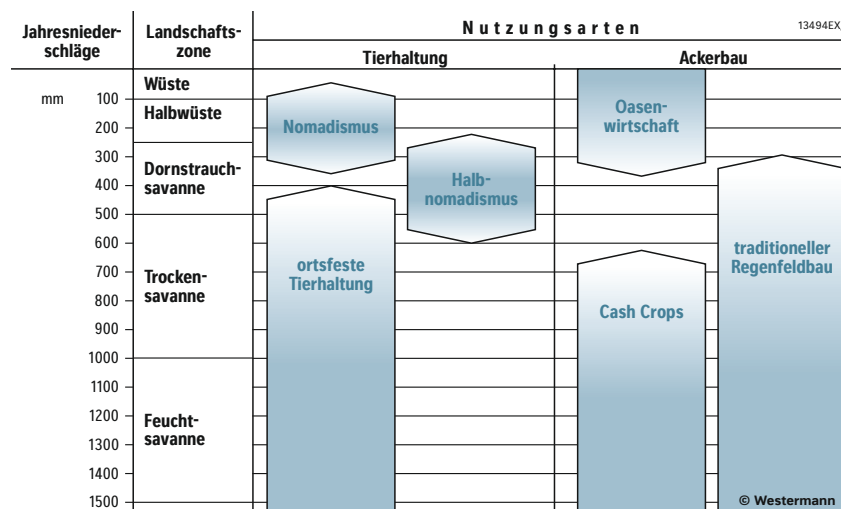 Jahresnieder-
schläge
Landschafts-
zone
Nutzungsarten
13494EX
Tierhaltung
Ackerbau
mm
100
200
300
400
500
600
700
800
900
1000
1100
1200
1300
1400
1500
Wüste
Halbwüste
Dornstrauch-
savanne
Trocken-
savanne
Feucht-
savanne
Nomadismus
Halb-
nomadismus
ortsfeste
Tierhaltung
Oasen-
wirtschaft
Cash Crops
traditioneller
Regenfeldbau
© Westermann